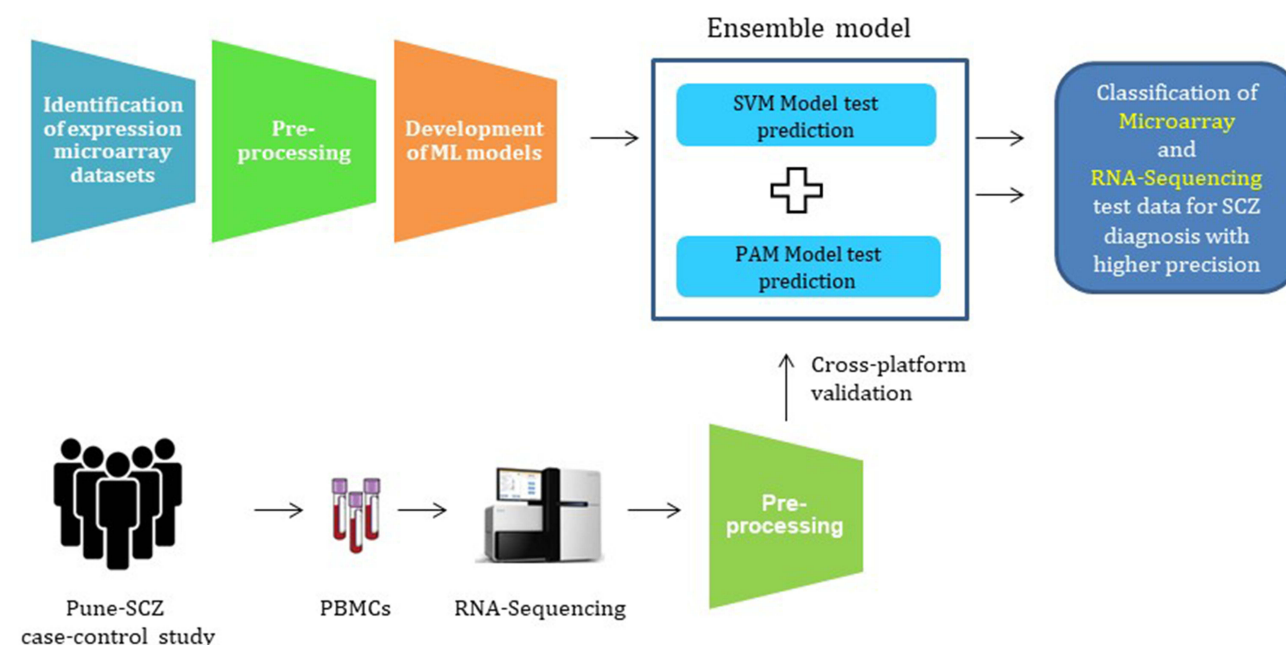 Ensemble model
Identification
of expression
microarray
datasets
Pre-
processing
Development
of ML models
SVM Model test
prediction
PAM Model test
prediction
Classification of
Microarray
and
RNA-Sequencing
test data for SCZ
diagnosis with
higher precision
Cross-platform
validation
Pre-
processing
Pune-SCZ
case-control study
PBMCs
RNA-Sequencing